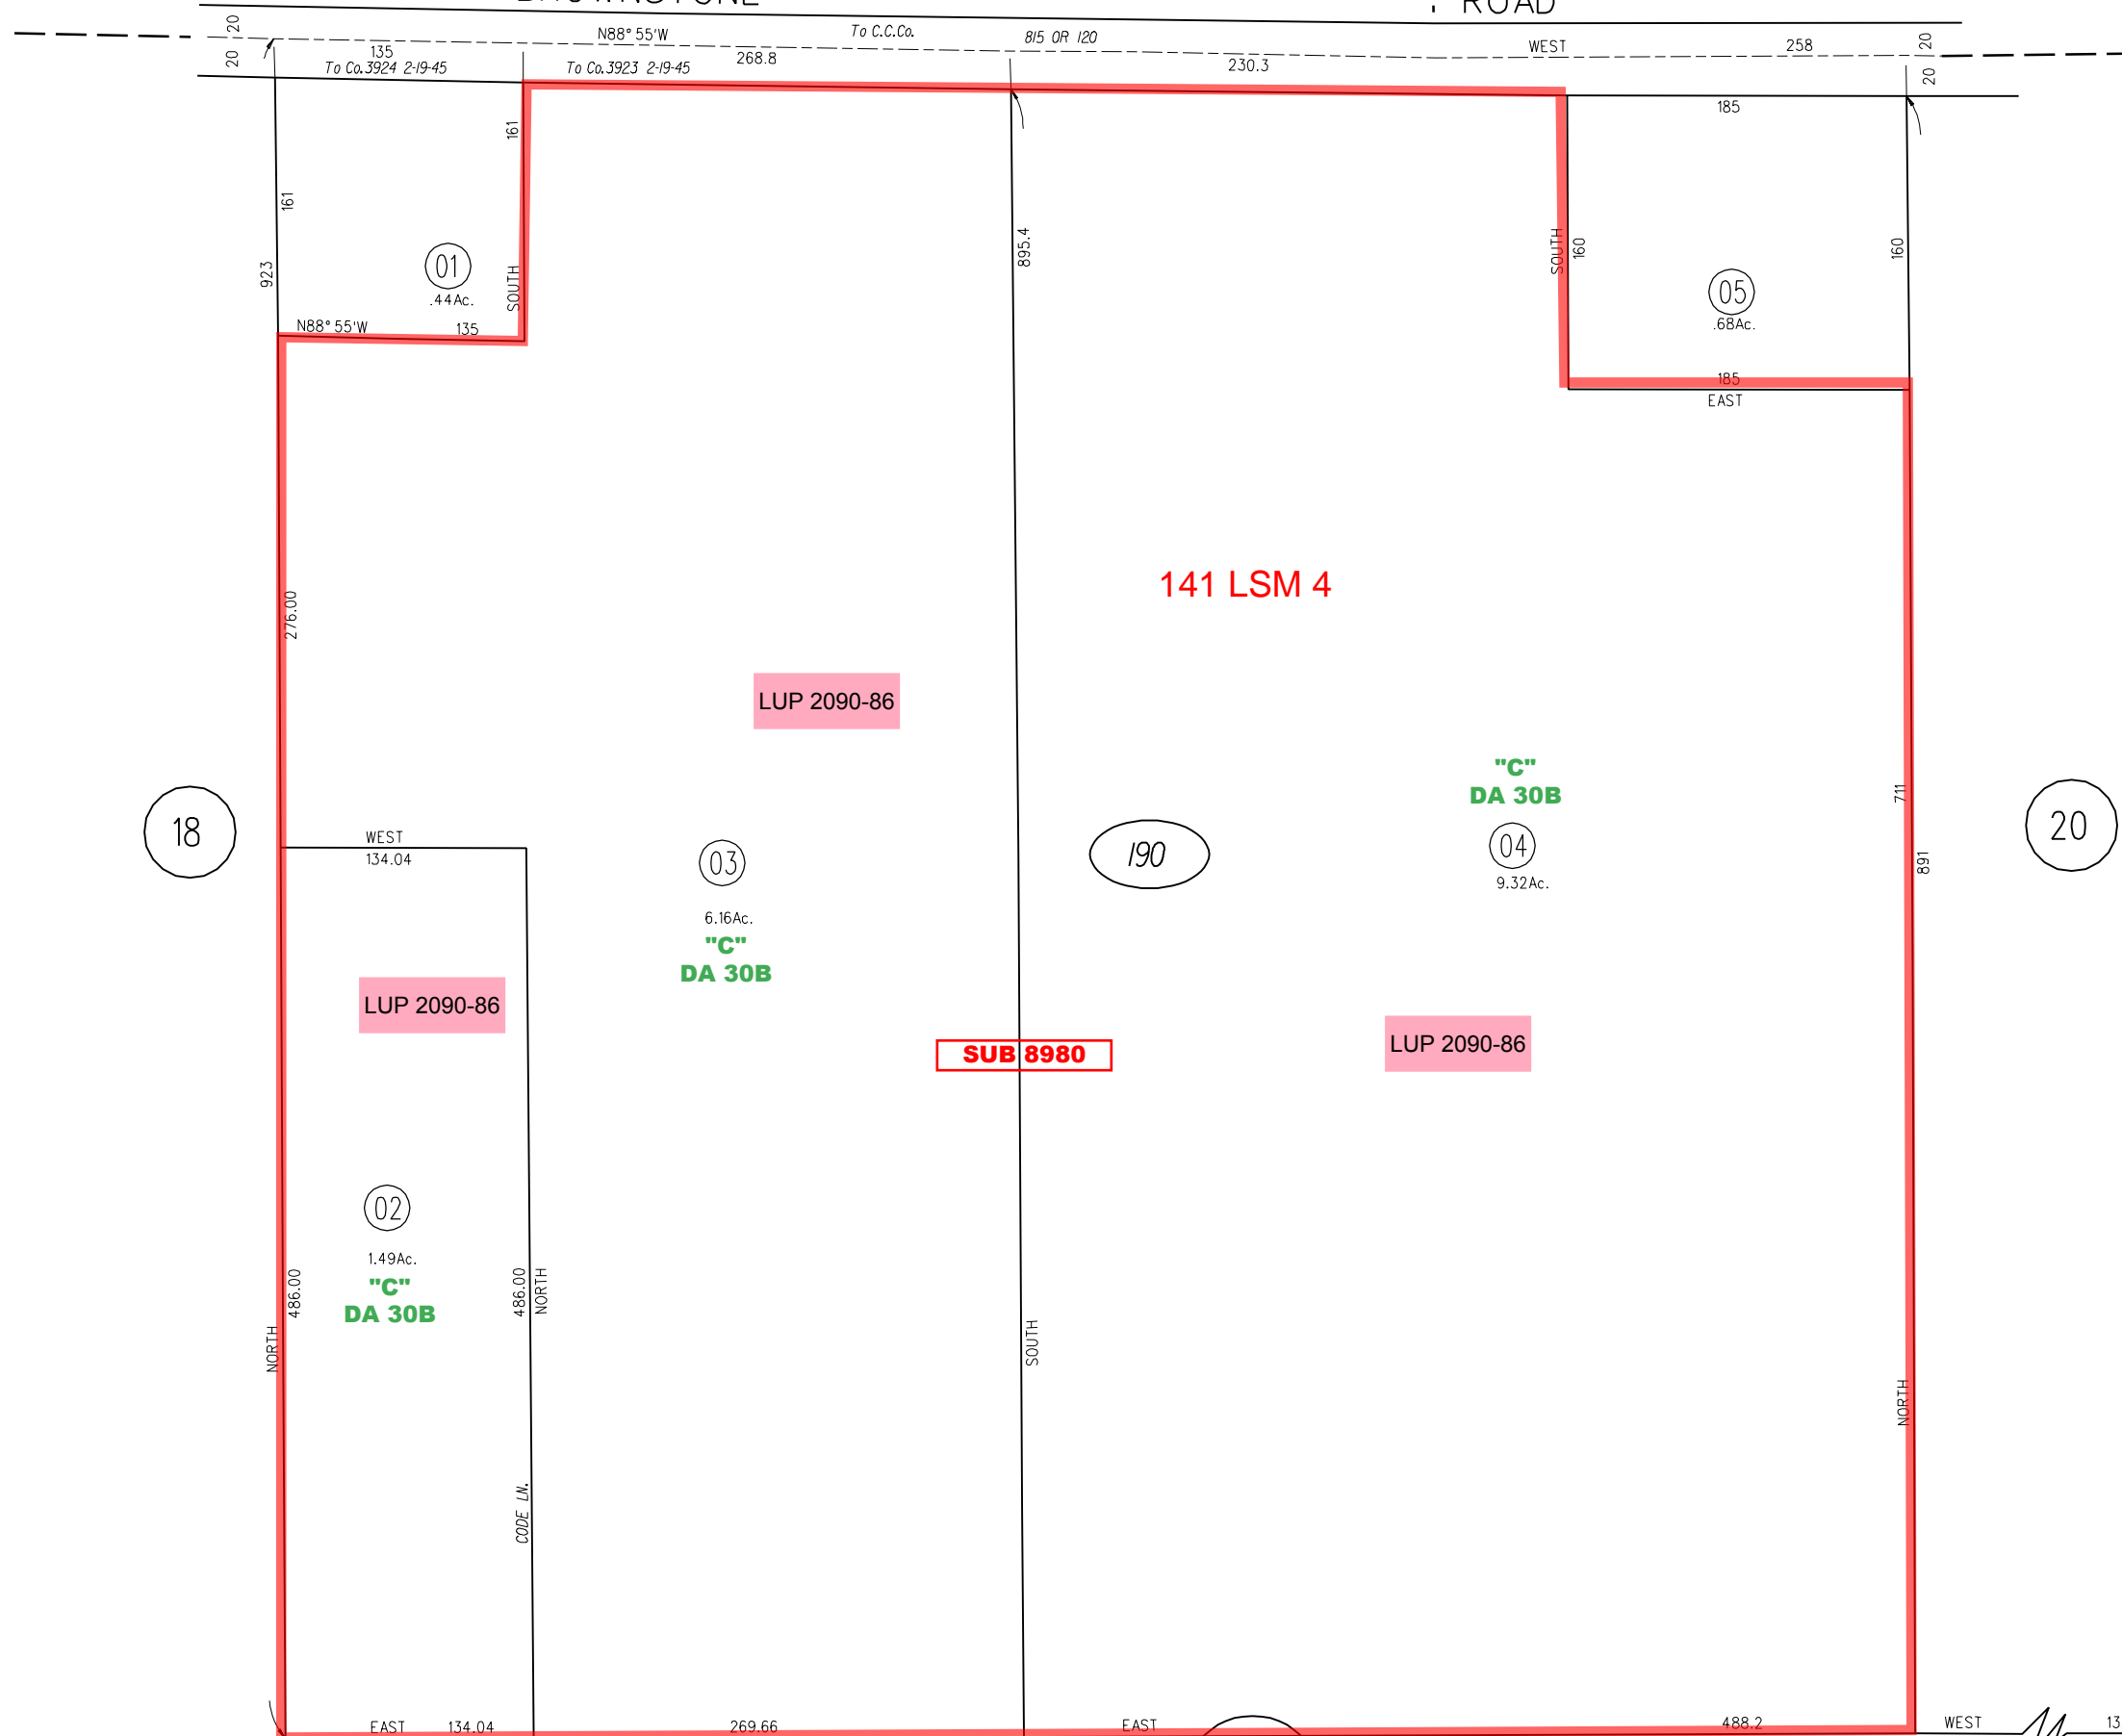 ROAD
20
20
N88° 55'W
To C.C.Co.
815 OR 120
WEST
258
20
20
135
268.8
230.3
To Co.3924 2-19-45
To Co.3923 2-19-45
185
161
161
SOUTH
923
01
.44Ac.
N88° 55'W
135
895.4
SOUTH
160
160
05
.68Ac.
185
EAST
276.00
141 LSM 4
LUP 2090-86
"C"
DA 30B
04
9.32Ac.
711
891
18
20
190
WEST
134.04
03
6.16Ac.
"C"
DA 30B
LUP 2090-86
SUB 8980
LUP 2090-86
02
1.49Ac.
"C"
DA 30B
486.00
NORTH
486.00
NORTH
SOUTH
NORTH
CODE LN.
EAST
134.04
269.66
EAST
488.2
WEST
13